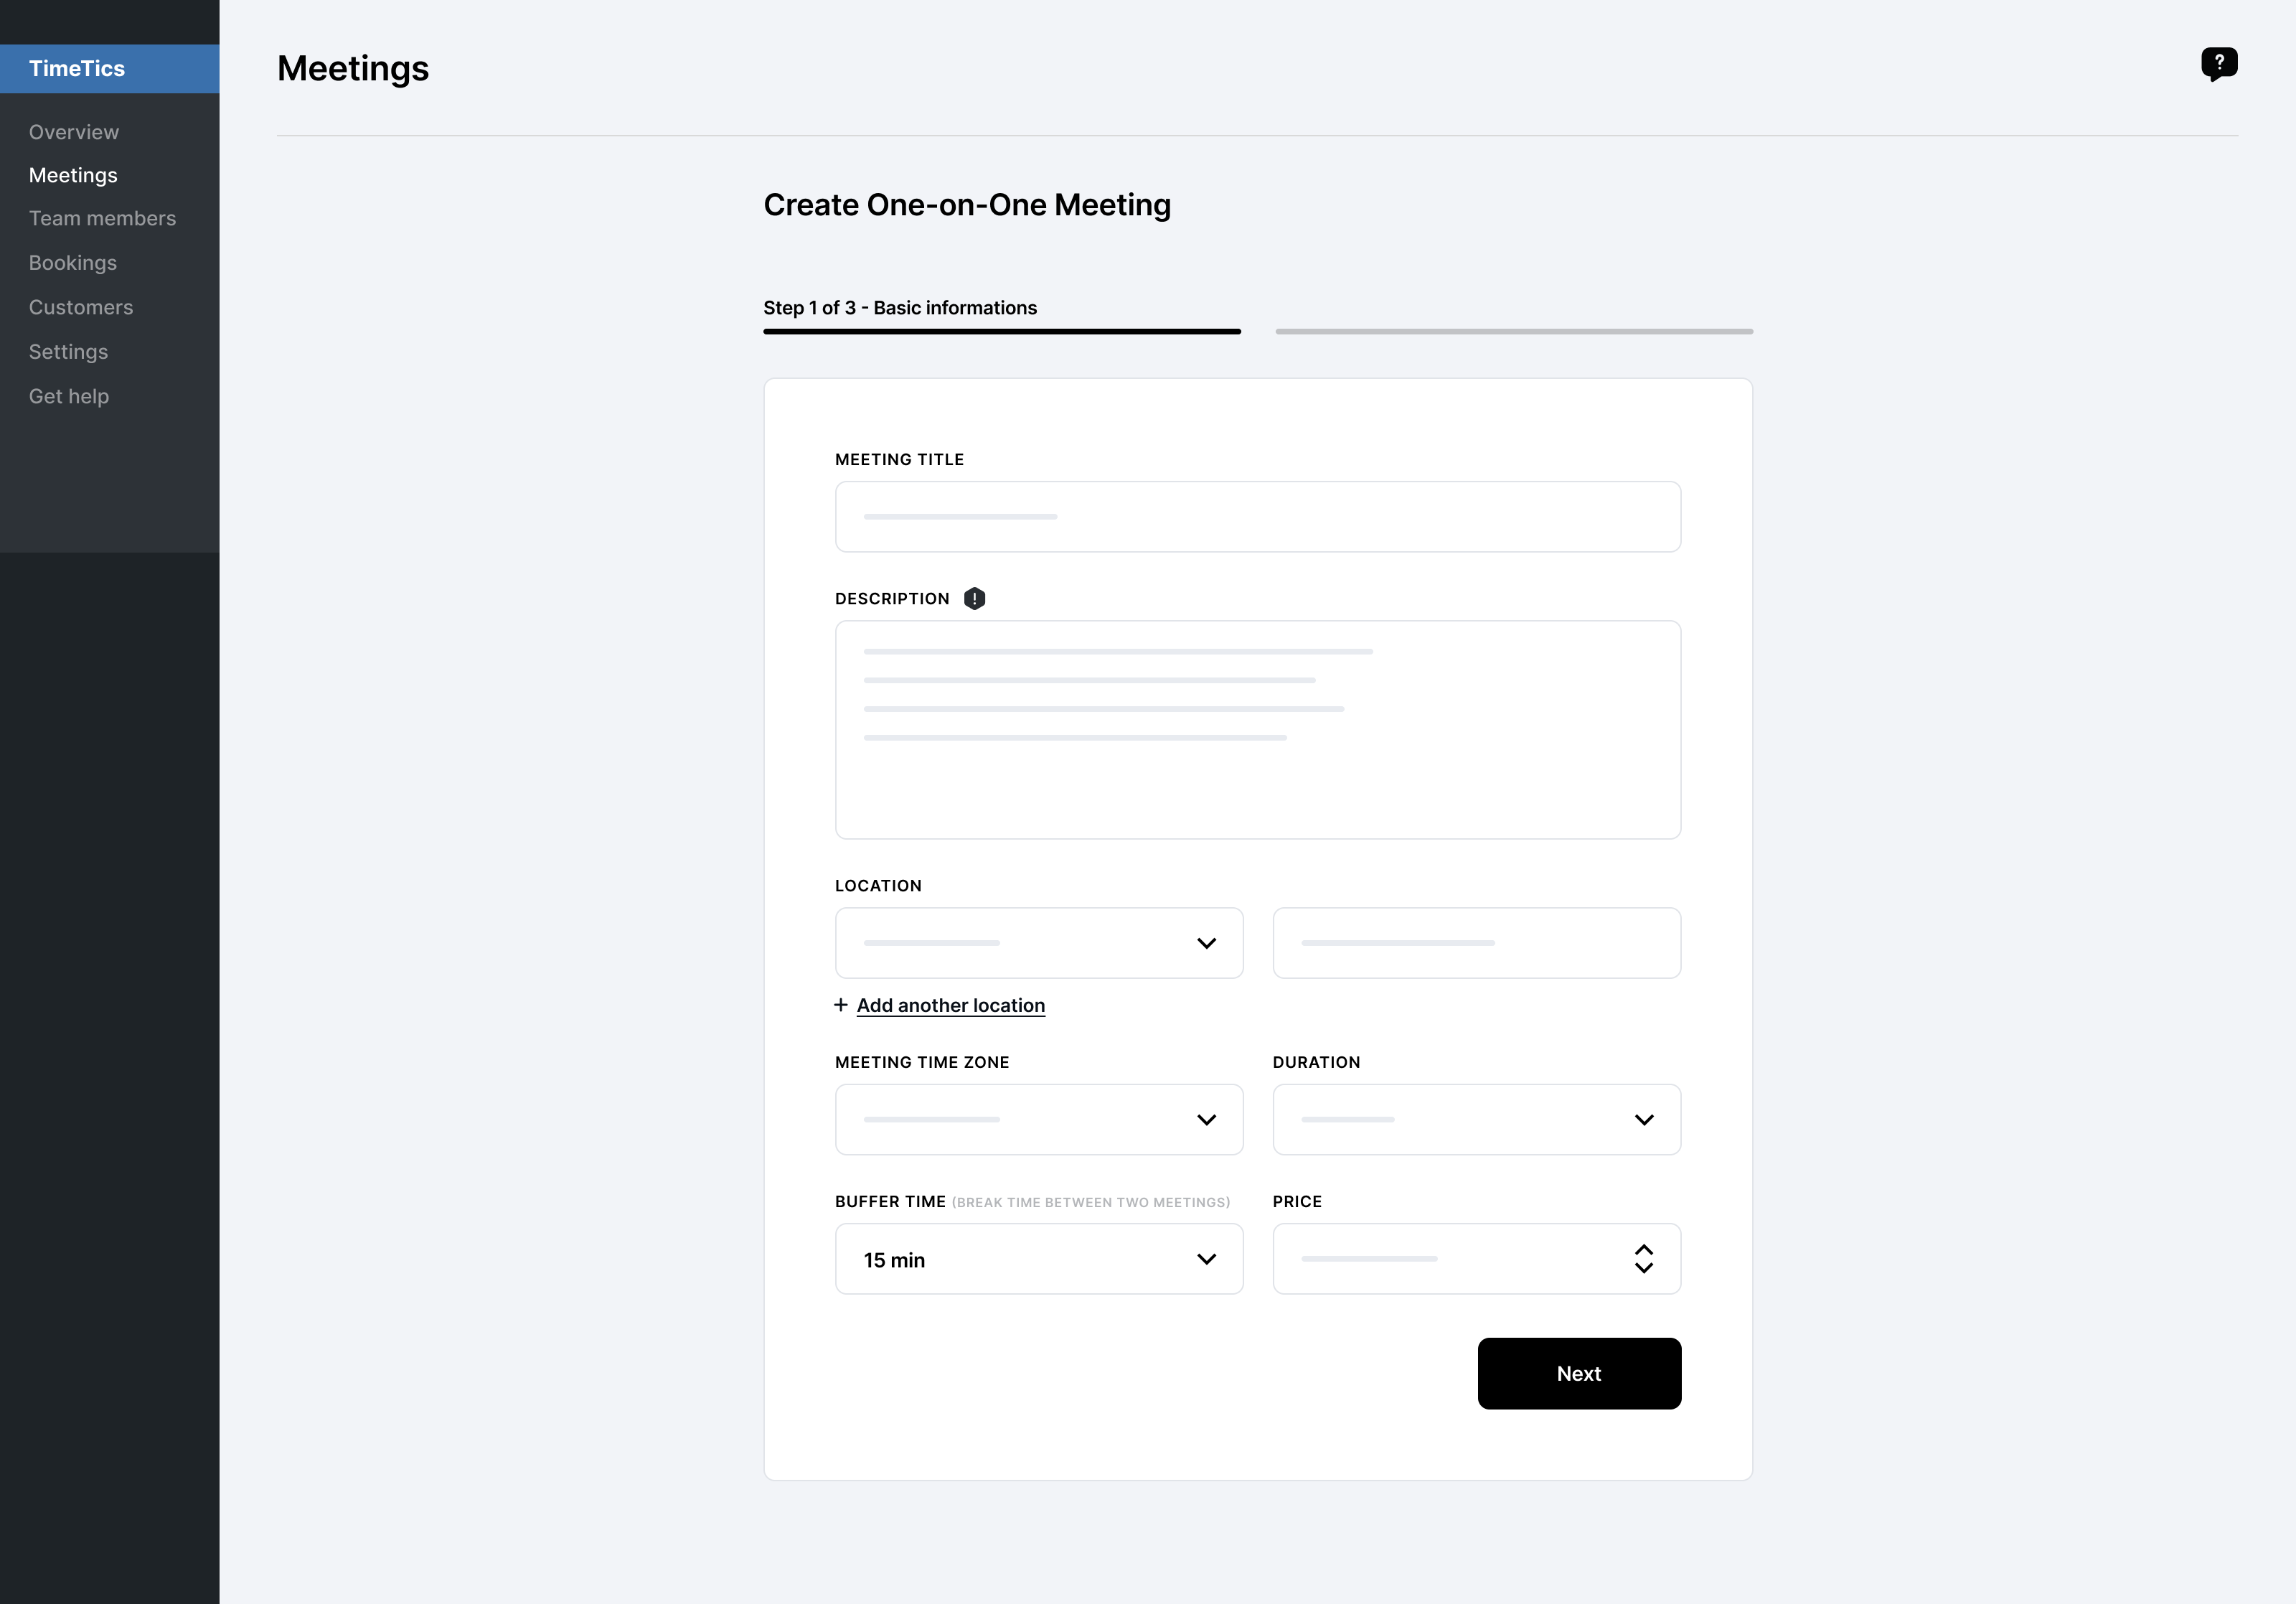 TimeTics
Overview
Meetings
Team members
Bookings
Customers
Settings
Get help
Meetings
?
Create One-on-One Meeting
Step 1 of 3 - Basic informations
MEETING TITLE
DESCRIPTION !
LOCATION
+ Add another location
MEETING TIME ZONE
DURATION
BUFFER TIME (BREAK TIME BETWEEN TWO MEETINGS)
15 min
PRICE
Next